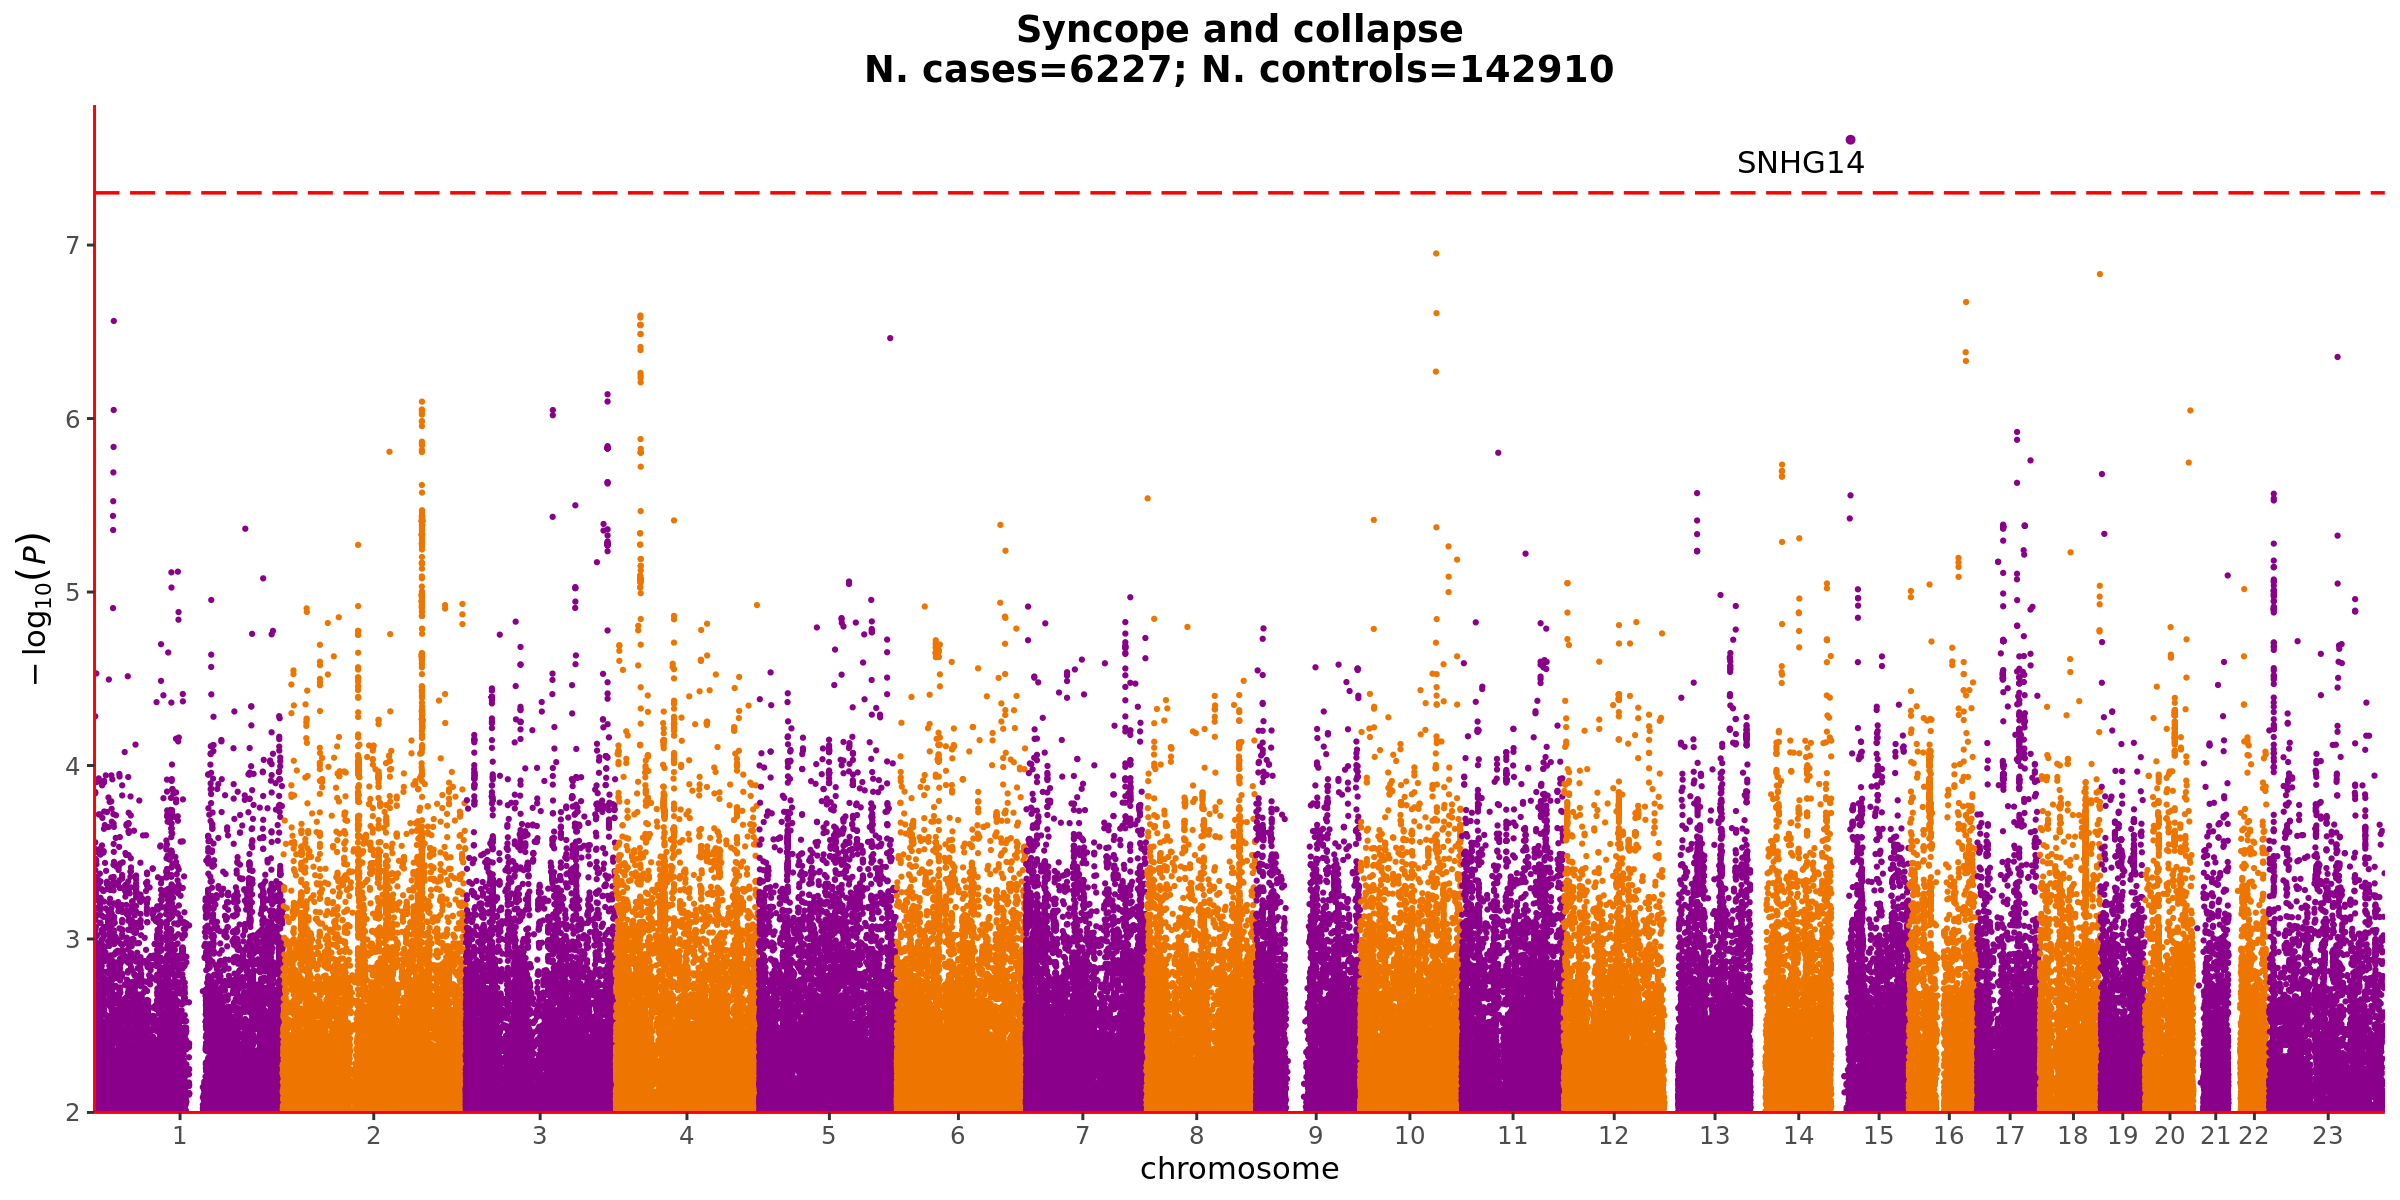 Syncope and collapse
N. cases=6227; N. controls=142910
SNHG14
− log10(P)
7
6
5
4
3
2
1 2 3 4 5 6 7 8 9 10 11 12 13 14 15 16 17 18 19 20 21 22 23
chromosome